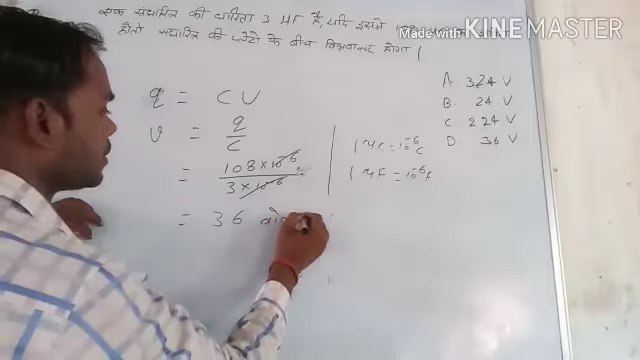 एक संधारित्र की धारिता 3 μF है, यदि इसमें 108
Made with KINEMASTER
हो तो संधारित्र की प्लेटो के बीच विभवान्तर होगा |
A. 324 V
B. 24 V
C. 224 V
D. 36 V
q = CV
v = q/C
= 108 × 10⁻⁶ / 3 × 10⁻⁶
= 36 वो
1 μC = 10⁻⁶ C
1 μF = 10⁻⁶ F